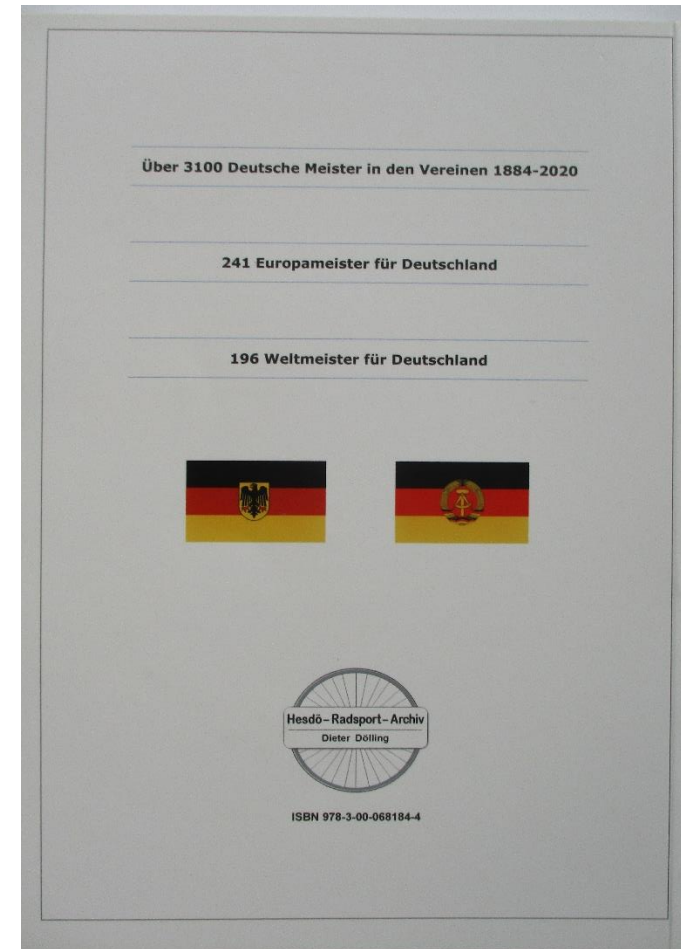 Über 3100 Deutsche Meister in den Vereinen 1884-2020
241 Europameister für Deutschland
196 Weltmeister für Deutschland
Hesdö-Radsport-Archiv
Dieter Dölling
ISBN 978-3-00-068184-4